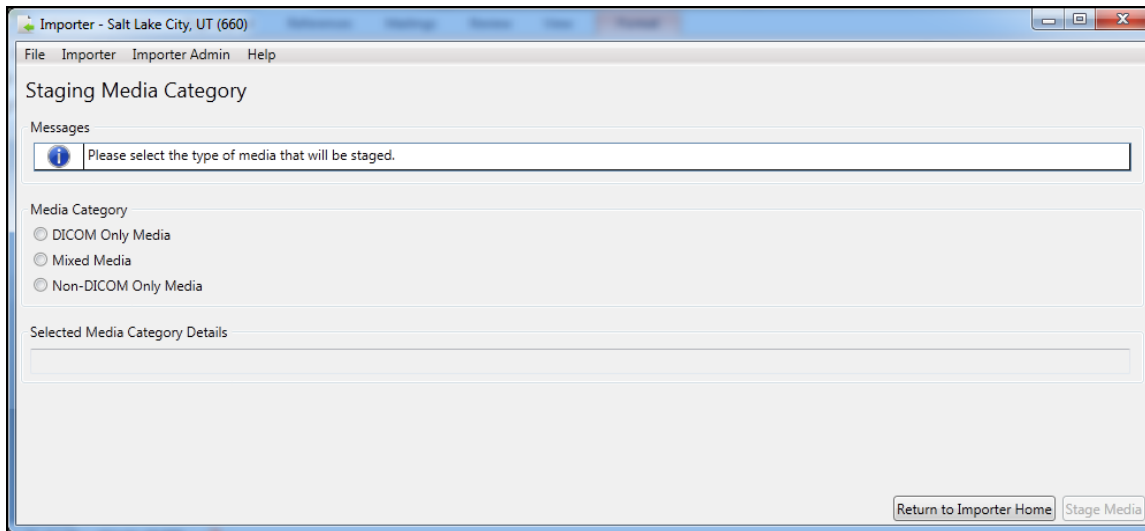 Importer - Salt Lake City, UT (660)
File Importer Importer Admin Help
Staging Media Category
Messages
Please select the type of media that will be staged.
Media Category
DICOM Only Media
Mixed Media
Non-DICOM Only Media
Selected Media Category Details
Return to Importer Home Stage Media